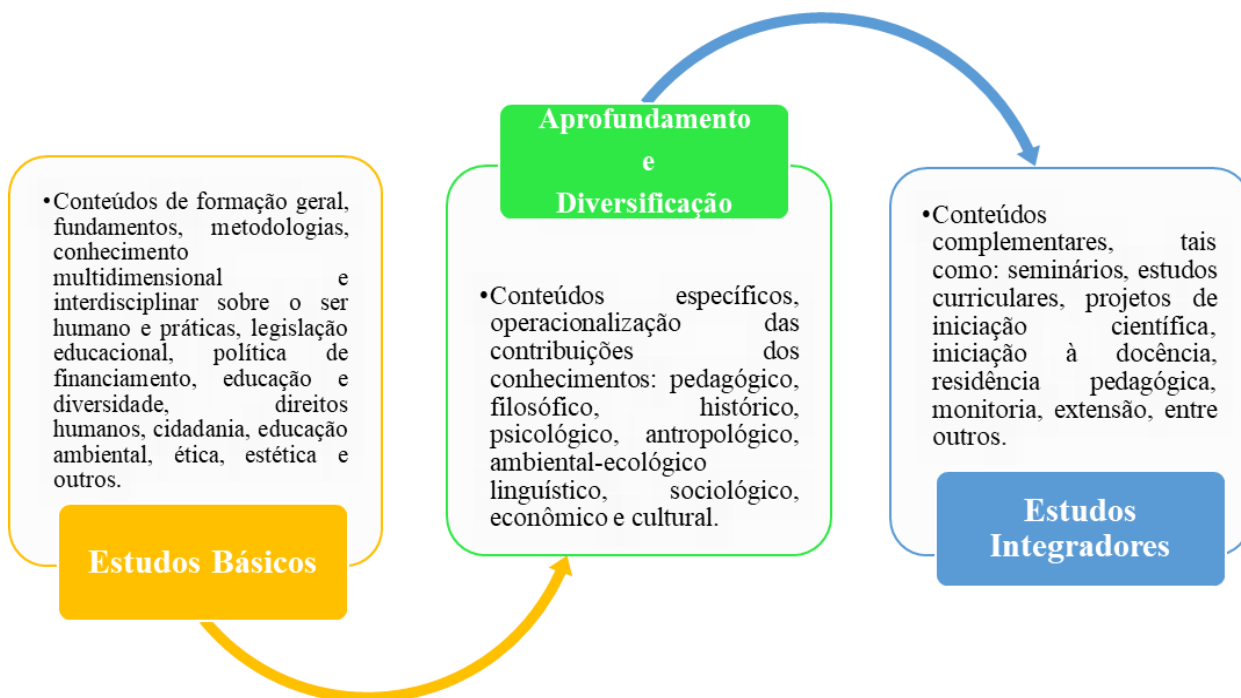 •Conteúdos de formação geral,
fundamentos, metodologias,
conhecimento
multidimensional e
interdisciplinar sobre o ser
humano e práticas, legislação
educacional, política de
financiamento, educação e
diversidade, direitos
humanos, cidadania, educação
ambiental, ética, estética e
outros.
Estudos Básicos
Aprofundamento
e
Diversificação
•Conteúdos específicos,
operacionalização das
contribuições dos
conhecimentos: pedagógico,
filosófico, histórico,
psicológico, antropológico,
ambiental-ecológico
linguístico, sociológico,
econômico e cultural.
•Conteúdos
complementares, tais
como: seminários, estudos
curriculares, projetos de
iniciação científica,
iniciação à docência,
residência pedagógica,
monitoria, extensão, entre
outros.
Estudos
Integradores